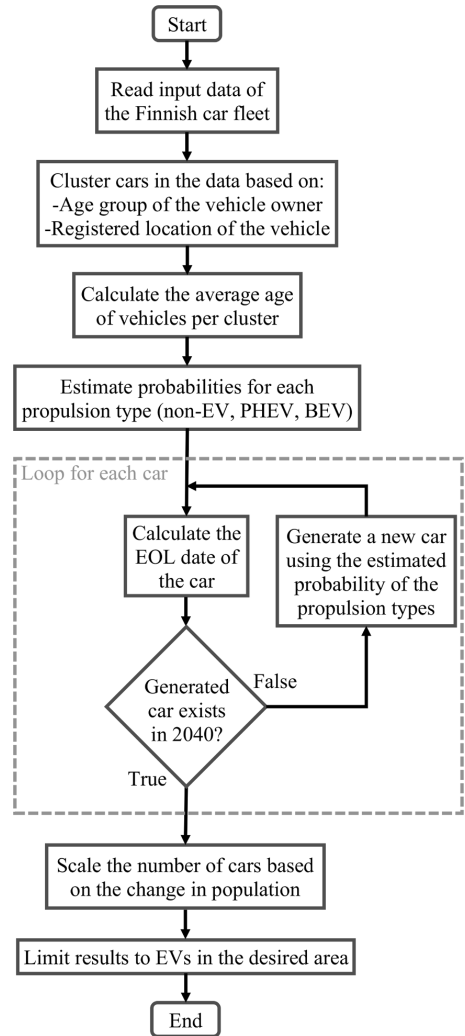 Start
Read input data of
the Finnish car fleet
Cluster cars in the data based on:
-Age group of the vehicle owner
-Registered location of the vehicle
Calculate the average age
of vehicles per cluster
Estimate probabilities for each
propulsion type (non-EV, PHEV, BEV)
Loop for each car
Calculate the
EOL date of
the car
Generate a new car
using the estimated
probability of the
propulsion types
Generated
car exists
in 2040?
False
True
Scale the number of cars based
on the change in population
Limit results to EVs in the desired area
End